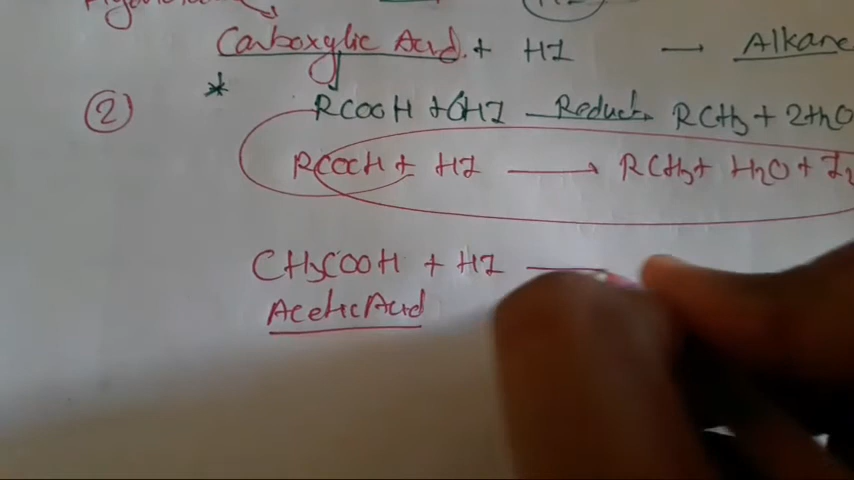 Carboxylic Acid + HI → Alkane
② * RCOOH + 6HI Reduct → RCH3 + 2H2O
RCOOH + HI → RCH3 + H2O + I2
CH3COOH + HI
Acetic Acid